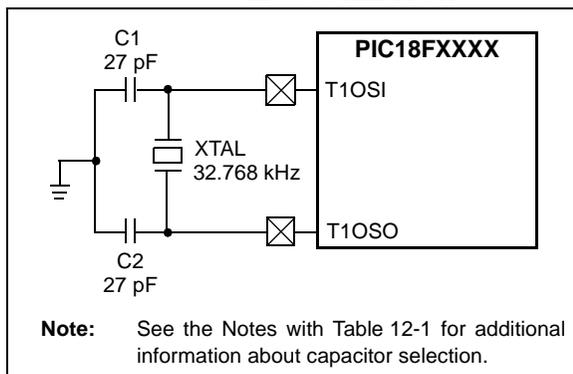 C1
27 pF
PIC18FXXXX
T1OSI
XTAL
32.768 kHz
T1OSO
C2
27 pF
Note: See the Notes with Table 12-1 for additional
information about capacitor selection.